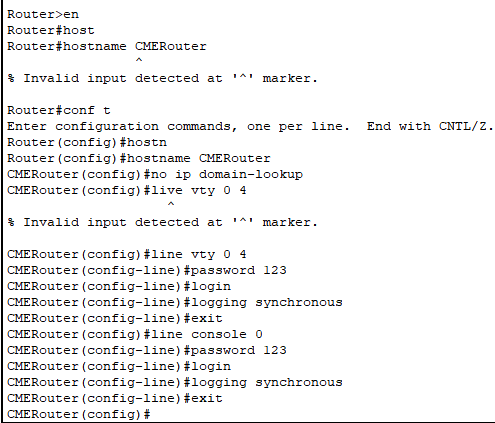 Router>en
Router#host
Router#hostname CMERouter
^
% Invalid input detected at '^' marker.
Router#conf t
Enter configuration commands, one per line.  End with CNTL/Z.
Router(config)#hostn
Router(config)#hostname CMERouter
CMERouter(config)#no ip domain-lookup
CMERouter(config)#live vty 0 4
^
% Invalid input detected at '^' marker.
CMERouter(config)#line vty 0 4
CMERouter(config-line)#password 123
CMERouter(config-line)#login
CMERouter(config-line)#logging synchronous
CMERouter(config-line)#exit
CMERouter(config)#line console 0
CMERouter(config-line)#password 123
CMERouter(config-line)#login
CMERouter(config-line)#logging synchronous
CMERouter(config-line)#exit
CMERouter(config)#